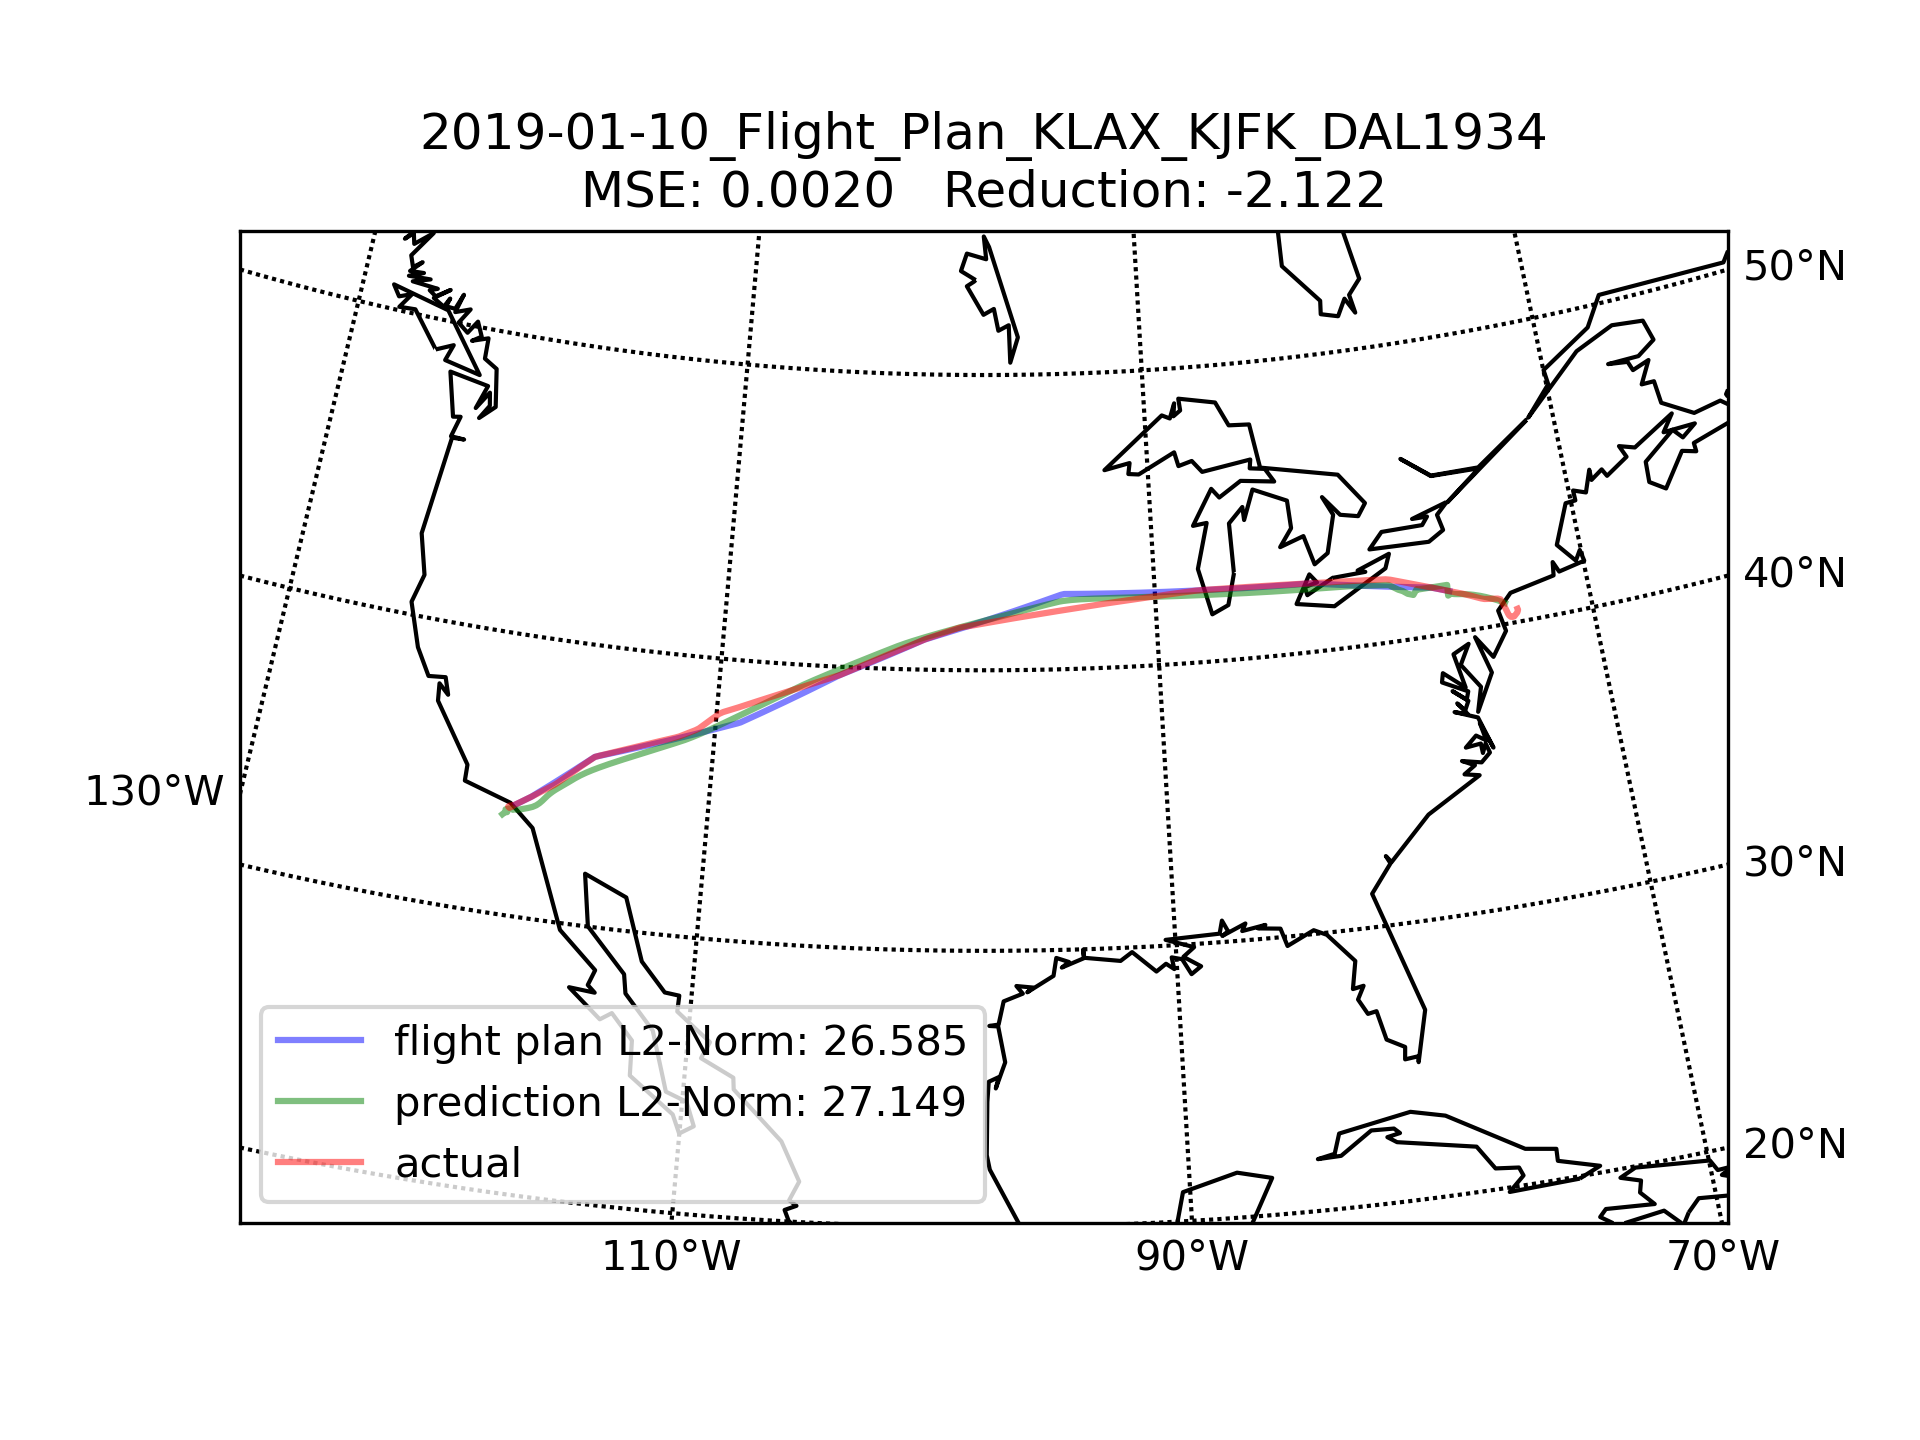 2019-01-10_Flight_Plan_KLAX_KJFK_DAL1934
MSE: 0.0020   Reduction: -2.122
50°N
40°N
130°W
30°N
flight plan L2-Norm: 26.585
prediction L2-Norm: 27.149
actual
20°N
110°W
90°W
70°W